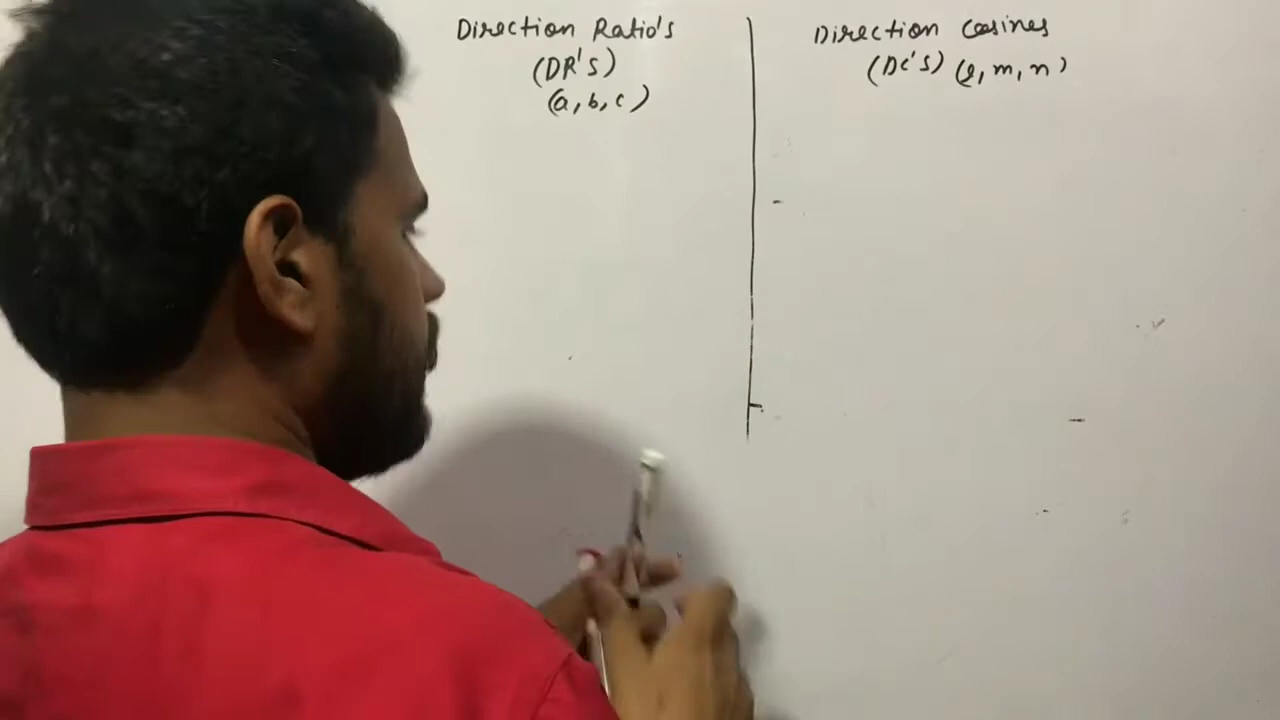 Direction Ratio's
(DR'S)
(a, b, c)
Direction Cosines
(DC'S) (l, m, n)